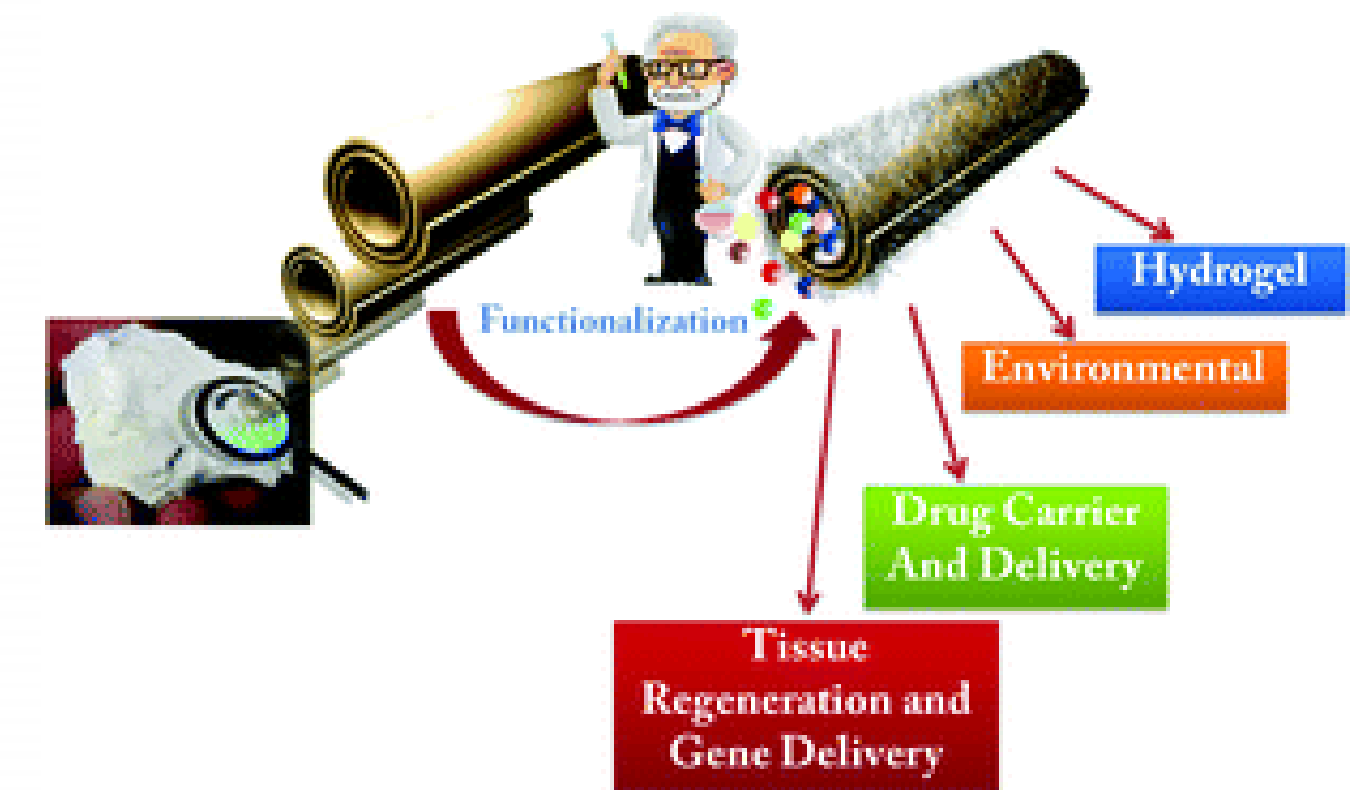 Functionalization
Hydrogel
Environmental
Drug Carrier
And Delivery
Tissue
Regeneration and
Gene Delivery